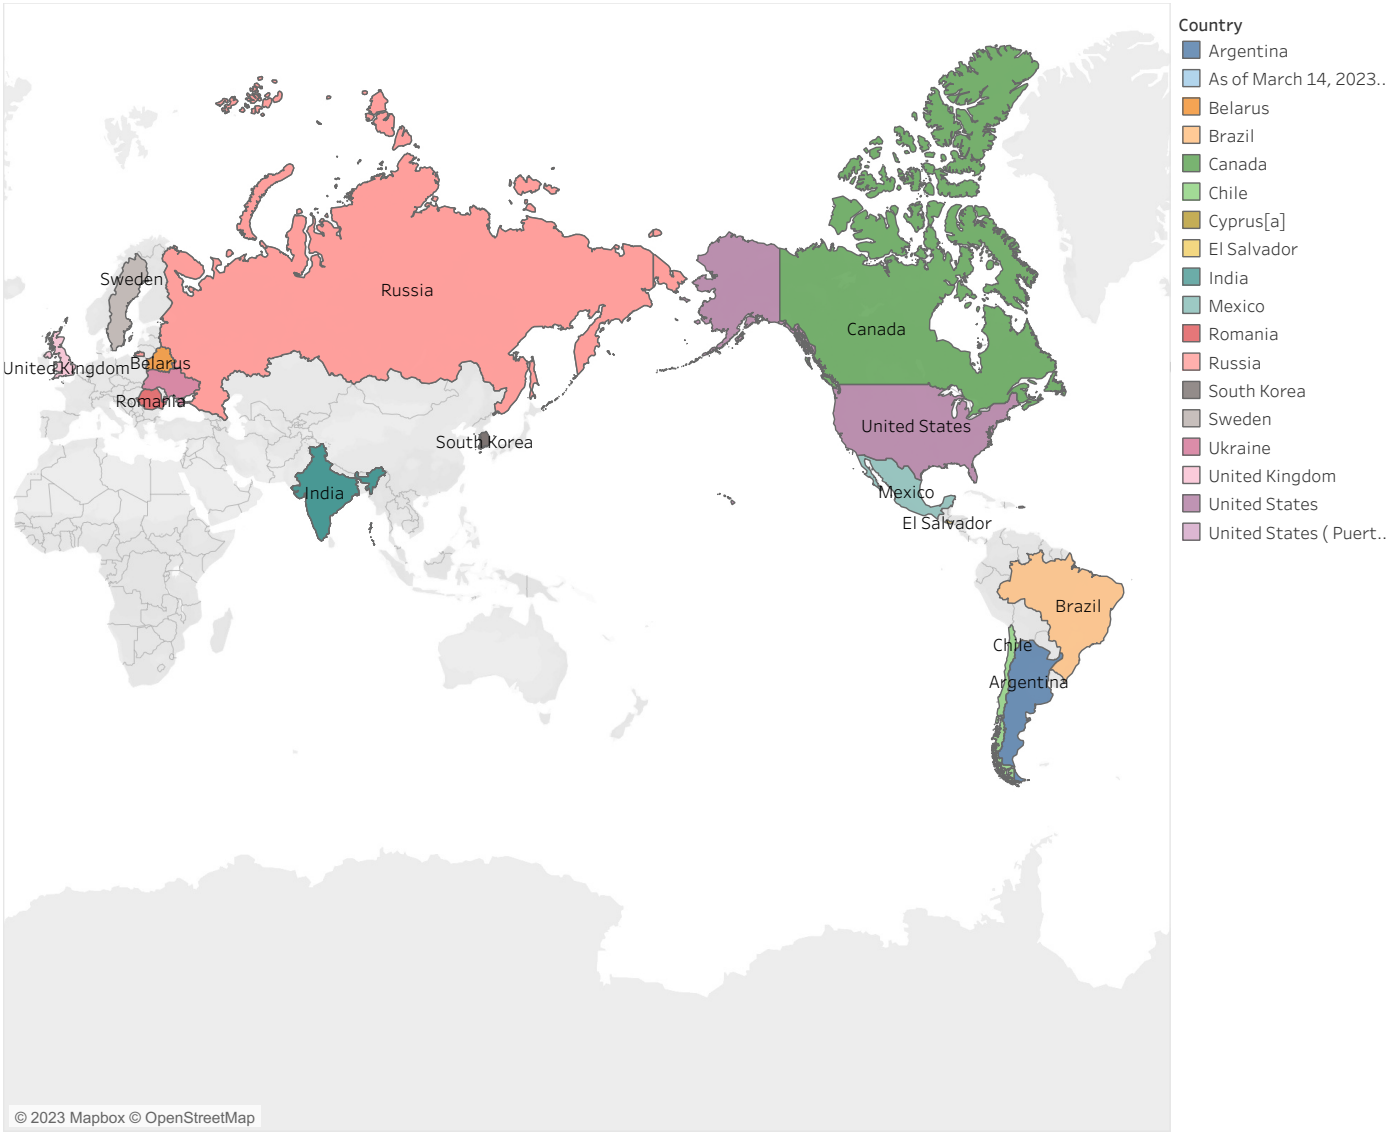 Country
Argentina
As of March 14, 2023..
Belarus
Brazil
Canada
Chile
Cyprus[a]
El Salvador
India
Mexico
Romania
Russia
South Korea
Sweden
Ukraine
United Kingdom
United States
United States ( Puert..
Sweden
Russia
Canada
United Kingdom
Belarus
Romania
United States
South Korea
India
Mexico
El Salvador
Brazil
Chile
Argentina
© 2023 Mapbox © OpenStreetMap